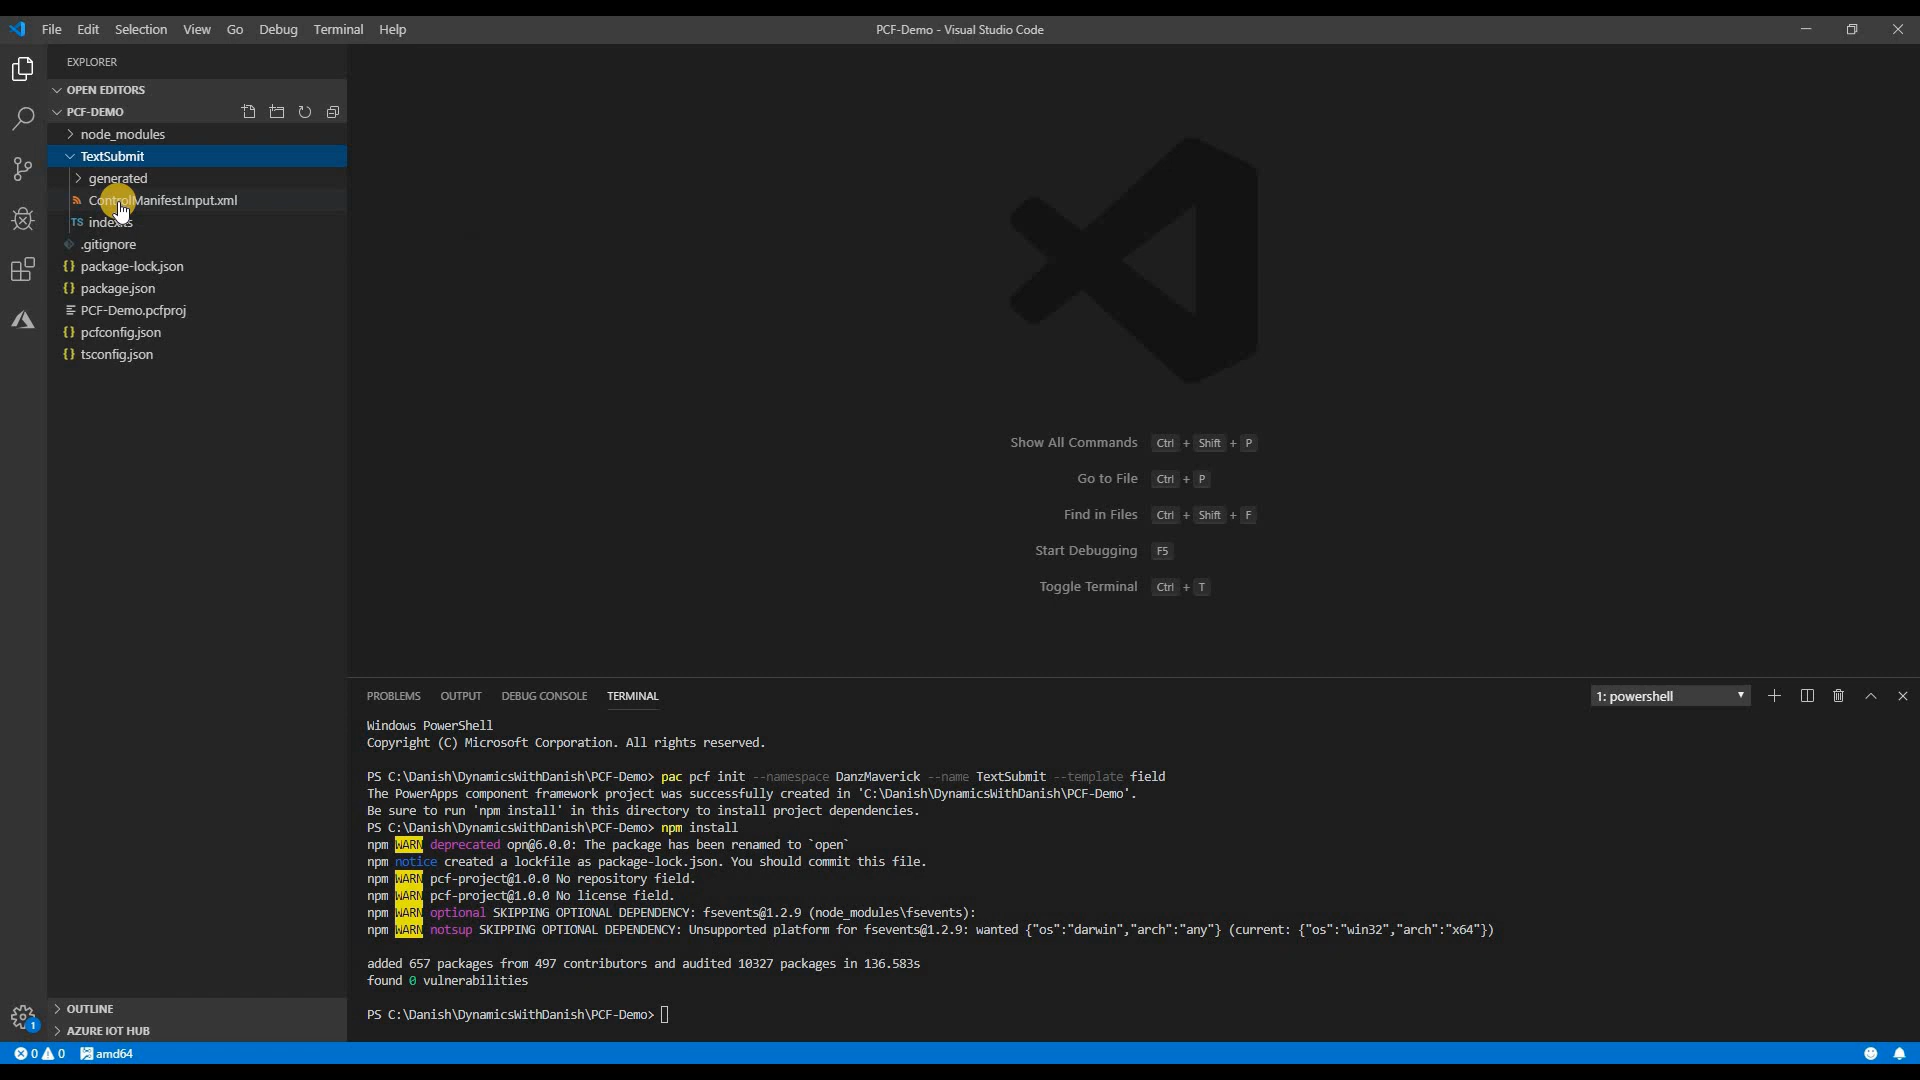 File Edit Selection View Go Debug Terminal Help
PCF-Demo - Visual Studio Code
EXPLORER
OPEN EDITORS
PCF-DEMO
node_modules
TextSubmit
generated
ControlManifest.Input.xml
TS index.ts
.gitignore
{} package-lock.json
{} package.json
PCF-Demo.pcfproj
{} pcfconfig.json
{} tsconfig.json
Show All Commands Ctrl + Shift + P
Go to File Ctrl + P
Find in Files Ctrl + Shift + F
Start Debugging F5
Toggle Terminal Ctrl + T
PROBLEMS OUTPUT DEBUG CONSOLE TERMINAL
1: powershell
Windows PowerShell
Copyright (C) Microsoft Corporation. All rights reserved.
PS C:\Danish\DynamicsWithDanish\PCF-Demo> pac pcf init --namespace DanzMaverick --name TextSubmit --template field
The PowerApps component framework project was successfully created in 'C:\Danish\DynamicsWithDanish\PCF-Demo'.
Be sure to run 'npm install' in this directory to install project dependencies.
PS C:\Danish\DynamicsWithDanish\PCF-Demo> npm install
npm WARN deprecated opn@6.0.0: The package has been renamed to `open`
npm notice created a lockfile as package-lock.json. You should commit this file.
npm WARN pcf-project@1.0.0 No repository field.
npm WARN pcf-project@1.0.0 No license field.
npm WARN optional SKIPPING OPTIONAL DEPENDENCY: fsevents@1.2.9 (node_modules\fsevents):
npm WARN notsup SKIPPING OPTIONAL DEPENDENCY: Unsupported platform for fsevents@1.2.9: wanted {"os":"darwin","arch":"any"} (current: {"os":"win32","arch":"x64"})
added 657 packages from 497 contributors and audited 10327 packages in 136.583s
found 0 vulnerabilities
PS C:\Danish\DynamicsWithDanish\PCF-Demo>
OUTLINE
AZURE IOT HUB
1
0 0 amd64